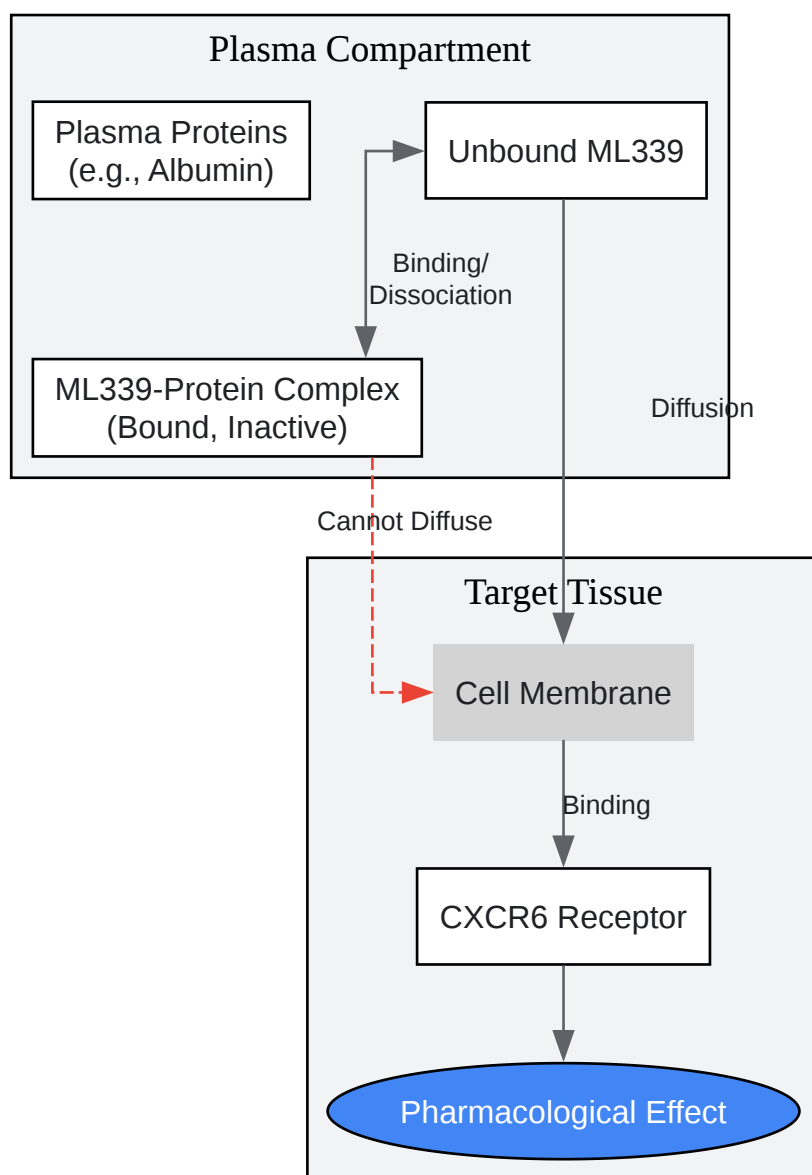 Plasma Compartment
Plasma Proteins
(e.g., Albumin)
Unbound ML339
Binding/
Dissociation
ML339-Protein Complex
(Bound, Inactive)
Diffusion
Cannot Diffuse
Target Tissue
Cell Membrane
Binding
CXCR6 Receptor
Pharmacological Effect